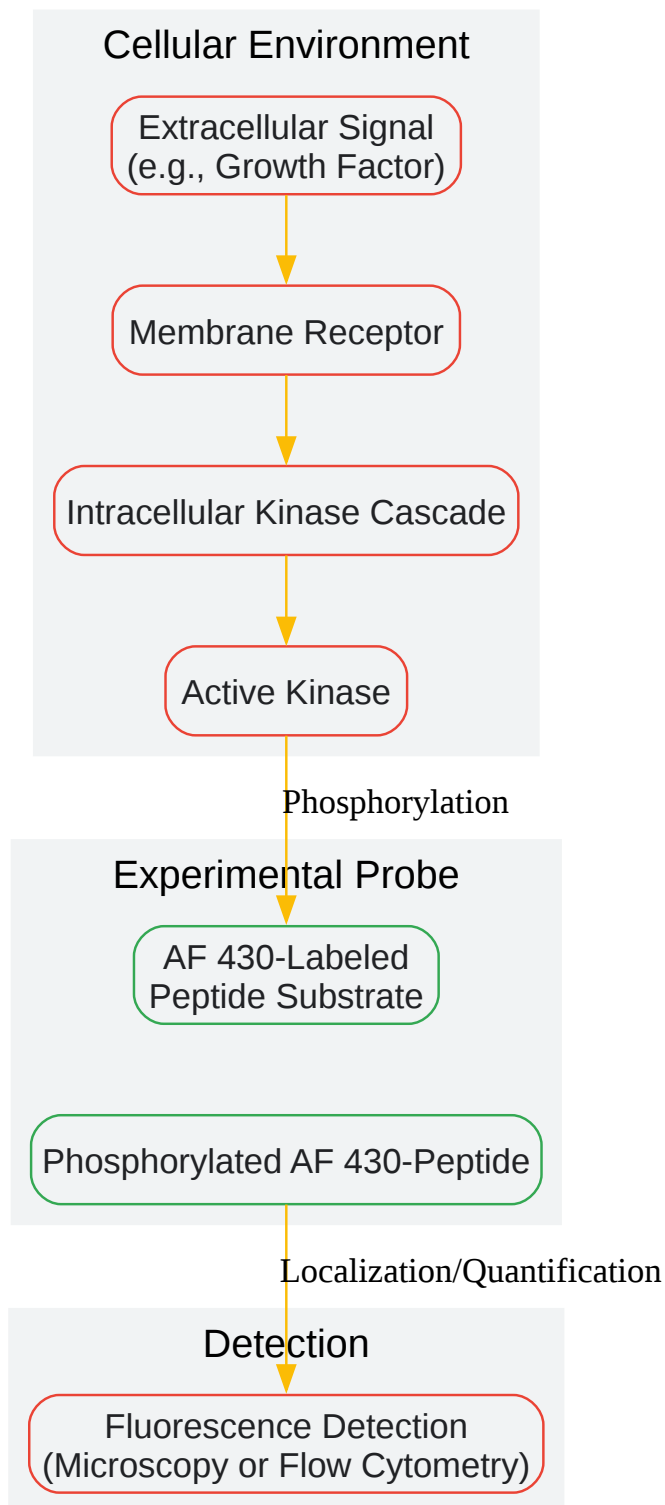 Cellular Environment
Extracellular Signal
(e.g., Growth Factor)
Membrane Receptor
Intracellular Kinase Cascade
Active Kinase
Phosphorylation
Experimental Probe
AF 430-Labeled
Peptide Substrate
Phosphorylated AF 430-Peptide
Localization/Quantification
Detection
Fluorescence Detection
(Microscopy or Flow Cytometry)